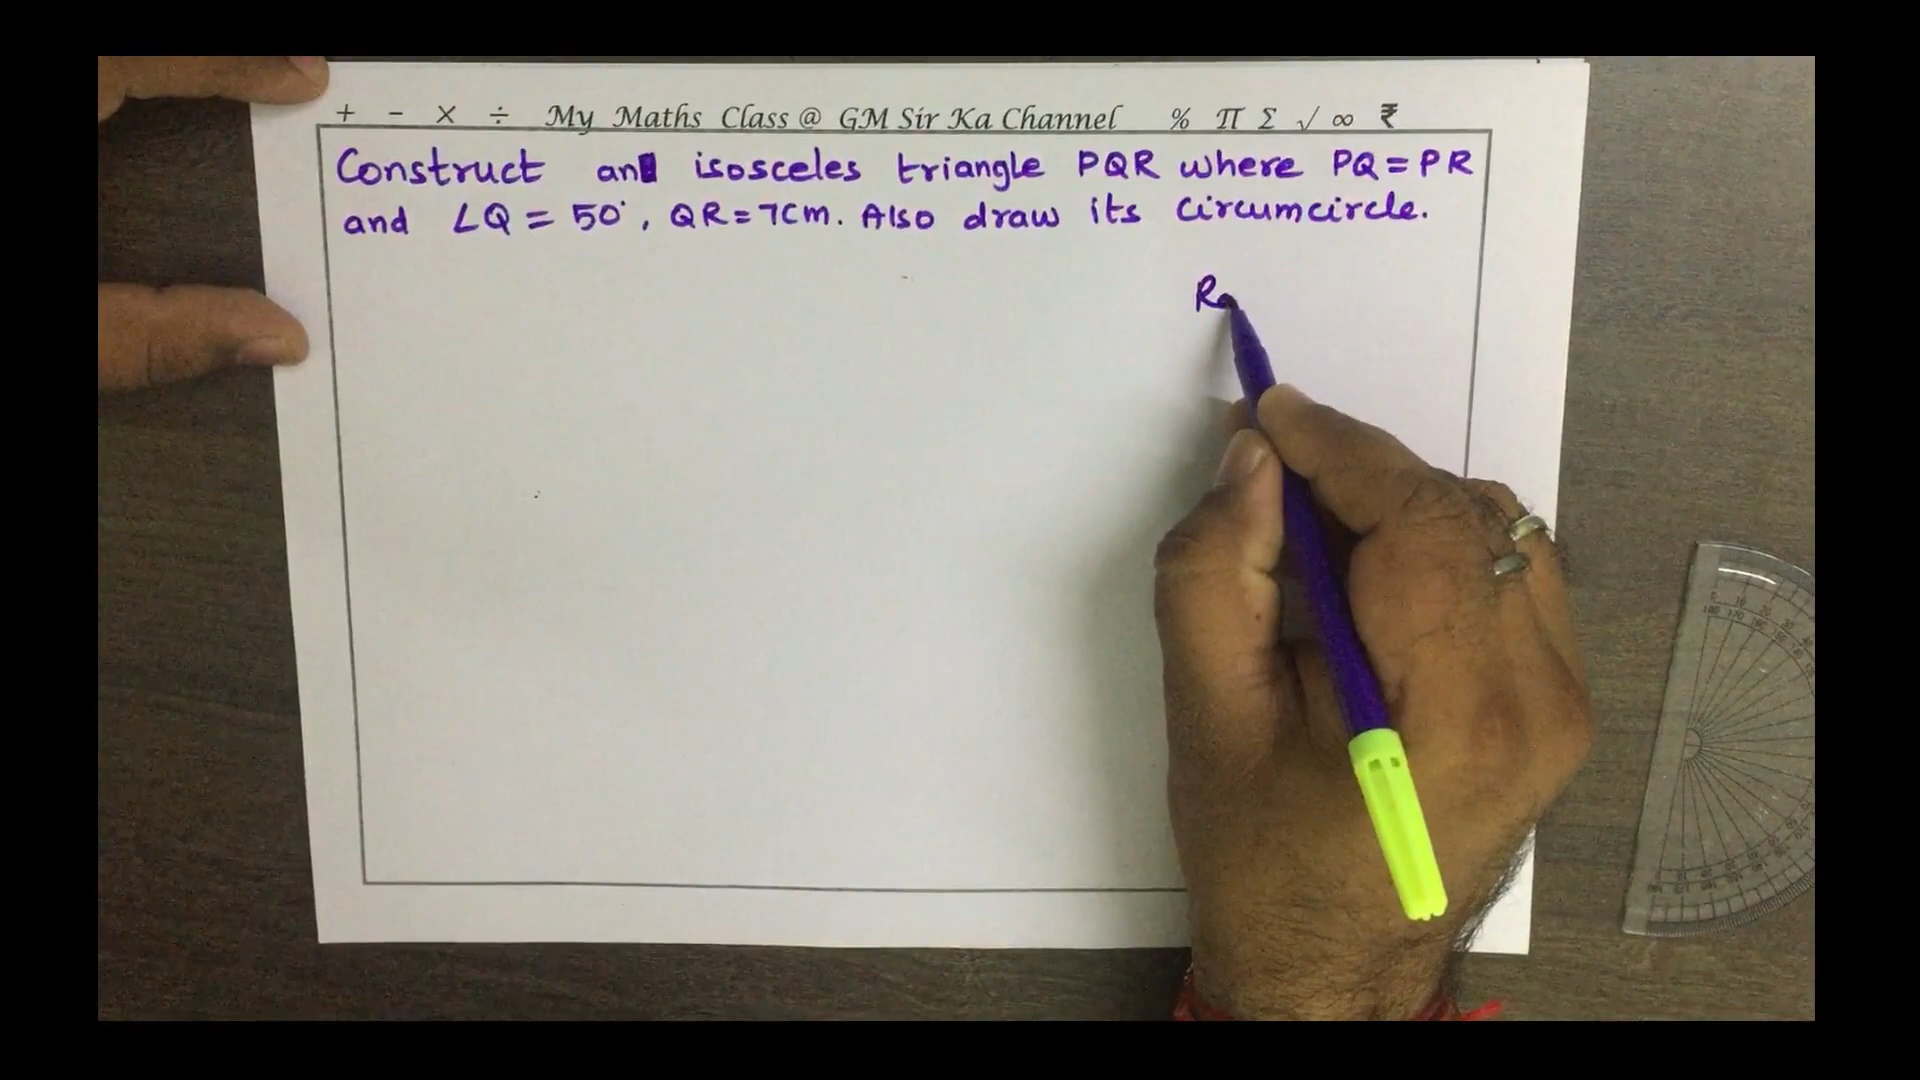 + - × ÷ My Maths Class @ GM Sir Ka Channel % Π Σ √ ∞ ₹
Construct an isosceles triangle PQR where PQ = PR
and ∠Q = 50°, QR = 7cm. Also draw its circumcircle.